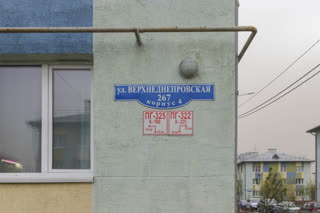 ул. ВЕРХНЕДНЕПРОВСКАЯ
267
корпус 4
ПГ-325 ПГ-322